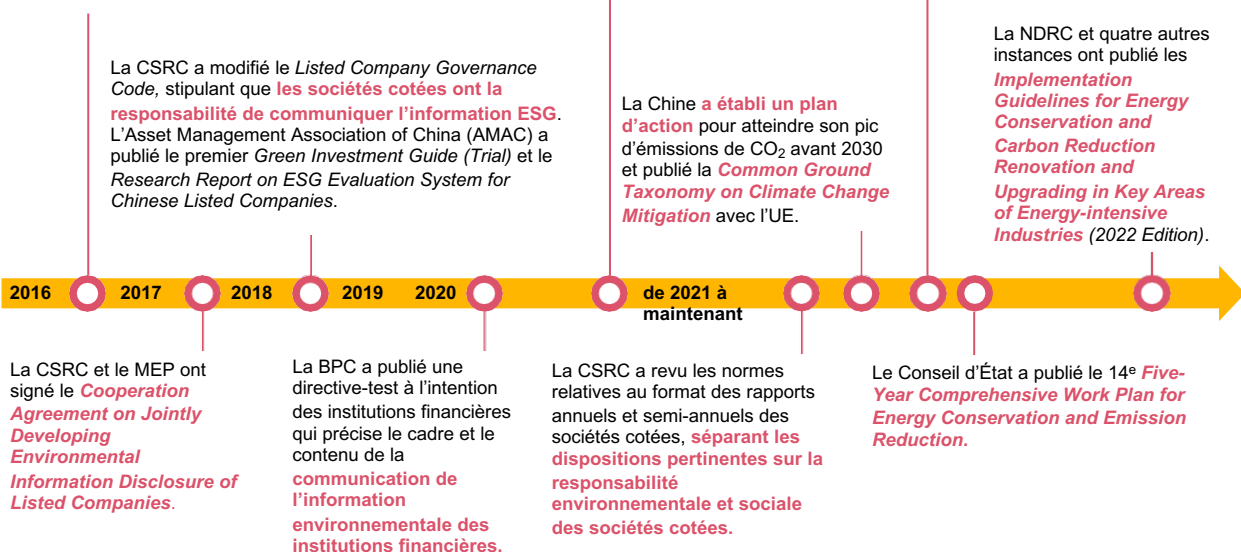 La CSRC a modifié le Listed Company Governance
Code, stipulant que les sociétés cotées ont la
responsabilité de communiquer l'information ESG.
L'Asset Management Association of China (AMAC) a
publié le premier Green Investment Guide (Trial) et le
Research Report on ESG Evaluation System for
Chinese Listed Companies.
La Chine a établi un plan
d'action pour atteindre son pic
d'émissions de CO2 avant 2030
et publié la Common Ground
Taxonomy on Climate Change
Mitigation avec l'UE.
La NDRC et quatre autres
instances ont publié les
Implementation
Guidelines for Energy
Conservation and
Carbon Reduction
Renovation and
Upgrading in Key Areas
of Energy-intensive
Industries (2022 Edition).
2016 2017 2018 2019 2020 de 2021 à
maintenant
La CSRC et le MEP ont
signé le Cooperation
Agreement on Jointly
Developing
Environmental
Information Disclosure of
Listed Companies.
La BPC a publié une
directive-test à l'intention
des institutions financières
qui précise le cadre et le
contenu de la
communication de
l'information
environnementale des
institutions financières.
La CSRC a revu les normes
relatives au format des rapports
annuels et semi-annuels des
sociétés cotées, séparant les
dispositions pertinentes sur la
responsabilité
environnementale et sociale
des sociétés cotées.
Le Conseil d'État a publié le 14e Five-
Year Comprehensive Work Plan for
Energy Conservation and Emission
Reduction.